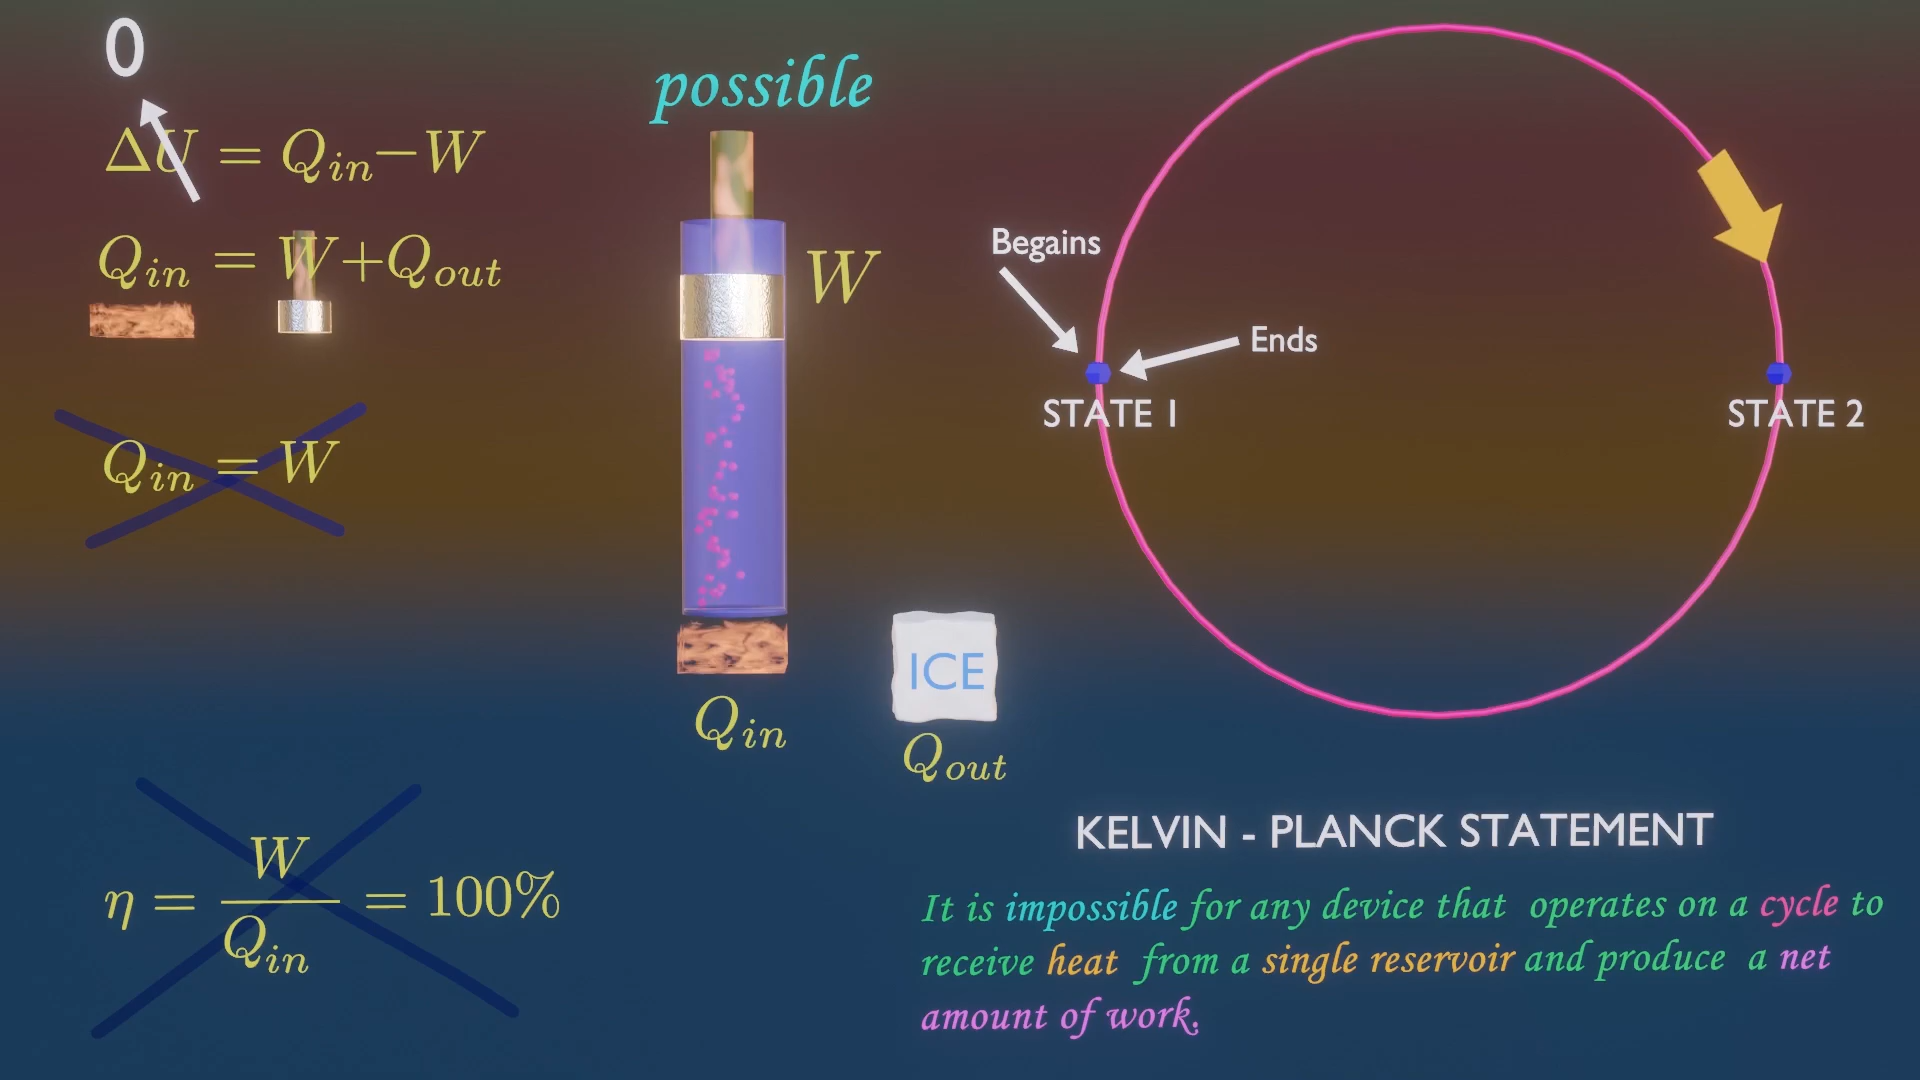 0
ΔU = Q_in − W
Q_in = W + Q_out
Q_in = W
η = W / Q_in = 100%
possible
W
Q_in
ICE
Q_out
Begains
Ends
STATE 1
STATE 2
KELVIN - PLANCK STATEMENT
It is impossible for any device that operates on a cycle to
receive heat from a single reservoir and produce a net
amount of work.